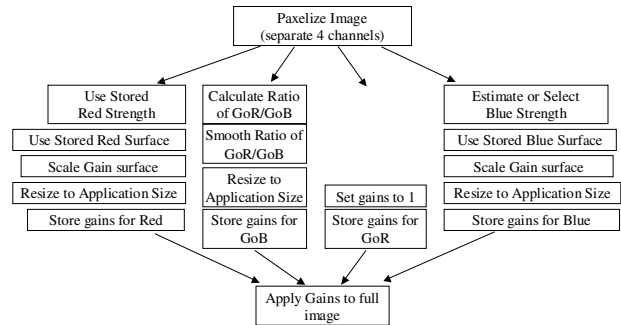 Paxelize Image
(separate 4 channels)
Use Stored
Red Strength
Use Stored Red Surface
Scale Gain surface
Resize to Application Size
Store gains for Red
Calculate Ratio
of GoR/GoB
Smooth Ratio of
GoR/GoB
Resize to
Application Size
Store gains for
GoB
Set gains to 1
Store gains for
GoR
Estimate or Select
Blue Strength
Use Stored Blue Surface
Scale Gain surface
Resize to Application Size
Store gains for Blue
Apply Gains to full
image